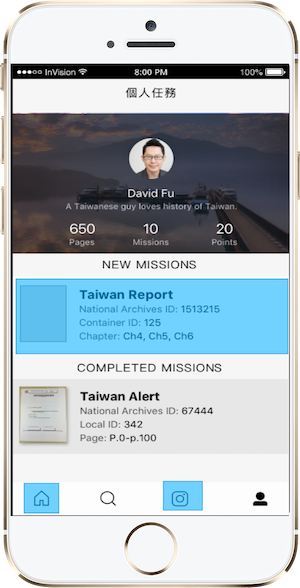 InVision
8:00 PM
100%
個人任務
David Fu
A Taiwanese guy loves history of Taiwan.
650 10 20
Pages Missions Points
NEW MISSIONS
Taiwan Report
National Archives ID: 1513215
Container ID: 125
Chapter: Ch4, Ch5, Ch6
COMPLETED MISSIONS
Taiwan Alert
National Archives ID: 67444
Local ID: 342
Page: P.0-p.100